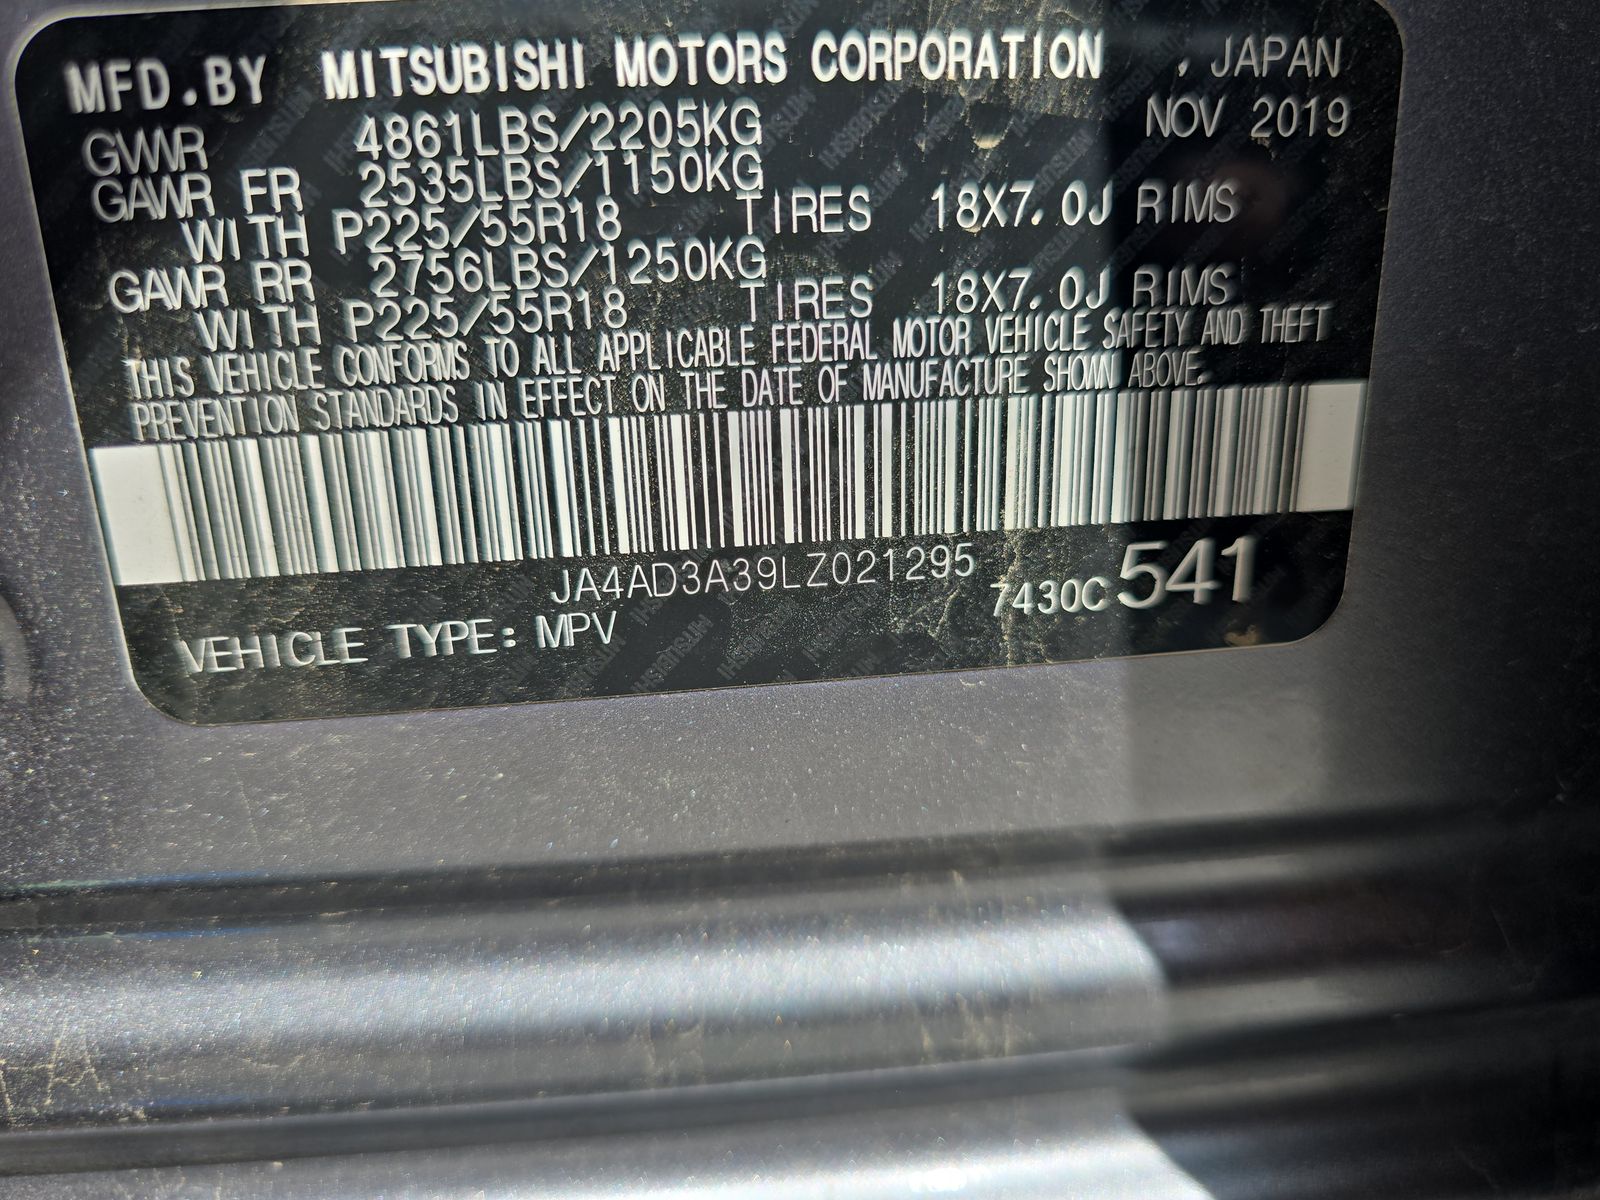 MFD.BY MITSUBISHI MOTORS CORPORATION , JAPAN
GVWR 4861LBS/2205KG NOV 2019
GAWR FR 2535LBS/1150KG
WITH P225/55R18 TIRES 18X7.0J RIMS
GAWR RR 2756LBS/1250KG
WITH P225/55R18 TIRES 18X7.0J RIMS
THIS VEHICLE CONFORMS TO ALL APPLICABLE FEDERAL MOTOR VEHICLE SAFETY AND THEFT
PREVENTION STANDARDS IN EFFECT ON THE DATE OF MANUFACTURE SHOWN ABOVE.
JA4AD3A39LZ021295 7430C541
VEHICLE TYPE: MPV